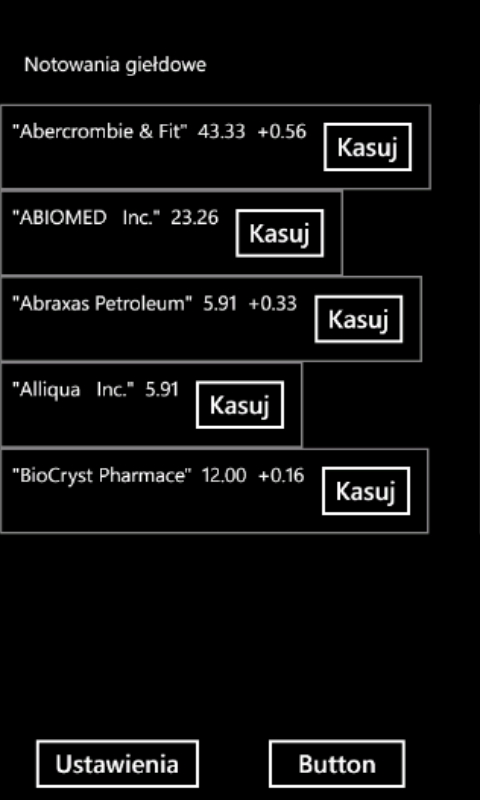 Notowania giełdowe
"Abercrombie & Fit" 43.33 +0.56 Kasuj
"ABIOMED Inc." 23.26 Kasuj
"Abraxas Petroleum" 5.91 +0.33 Kasuj
"Alliqua Inc." 5.91 Kasuj
"BioCryst Pharmace" 12.00 +0.16 Kasuj
Ustawienia Button